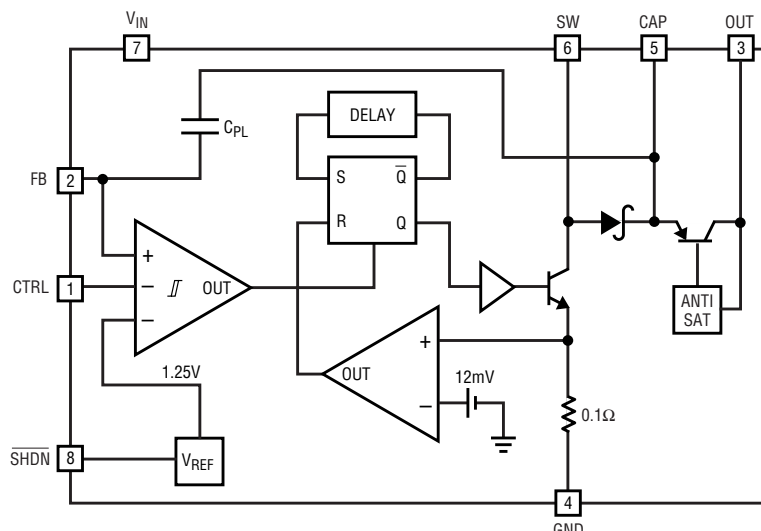 VIN
7
SW
6
CAP
5
OUT
3
DELAY
CPL
S
Q̅
R
Q
FB
2
+
CTRL
1
−
OUT
−
ANTI
SAT
1.25V
OUT
+
−
12mV
0.1Ω
S̅H̅D̅N̅
8
VREF
4
GND